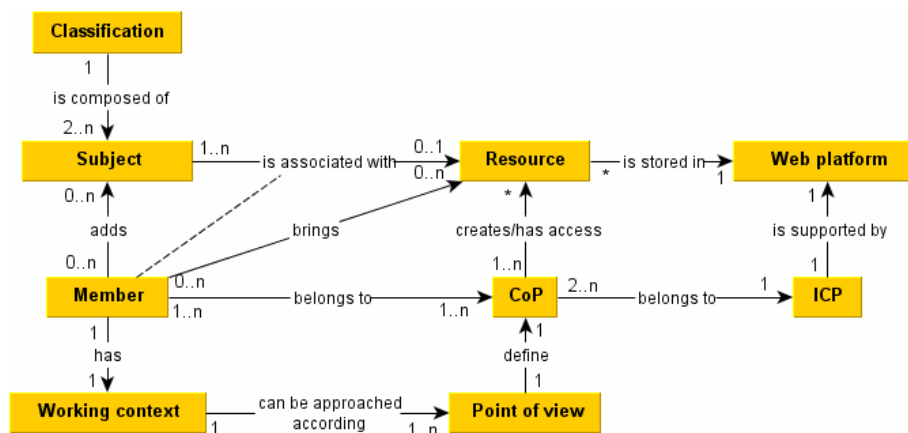 Classification
1
is composed of
2..n
Subject
1..n
is associated with
0..1
0..n
Resource
*
is stored in
1
Web platform
0..n
adds
0..n
brings
*
creates/has access
1..n
1
is supported by
1
Member
0..n
1..n
belongs to
1..n
CoP
2..n
belongs to
1
ICP
1
has
1
1
define
1
Working context
1
can be approached
according
1..n
Point of view